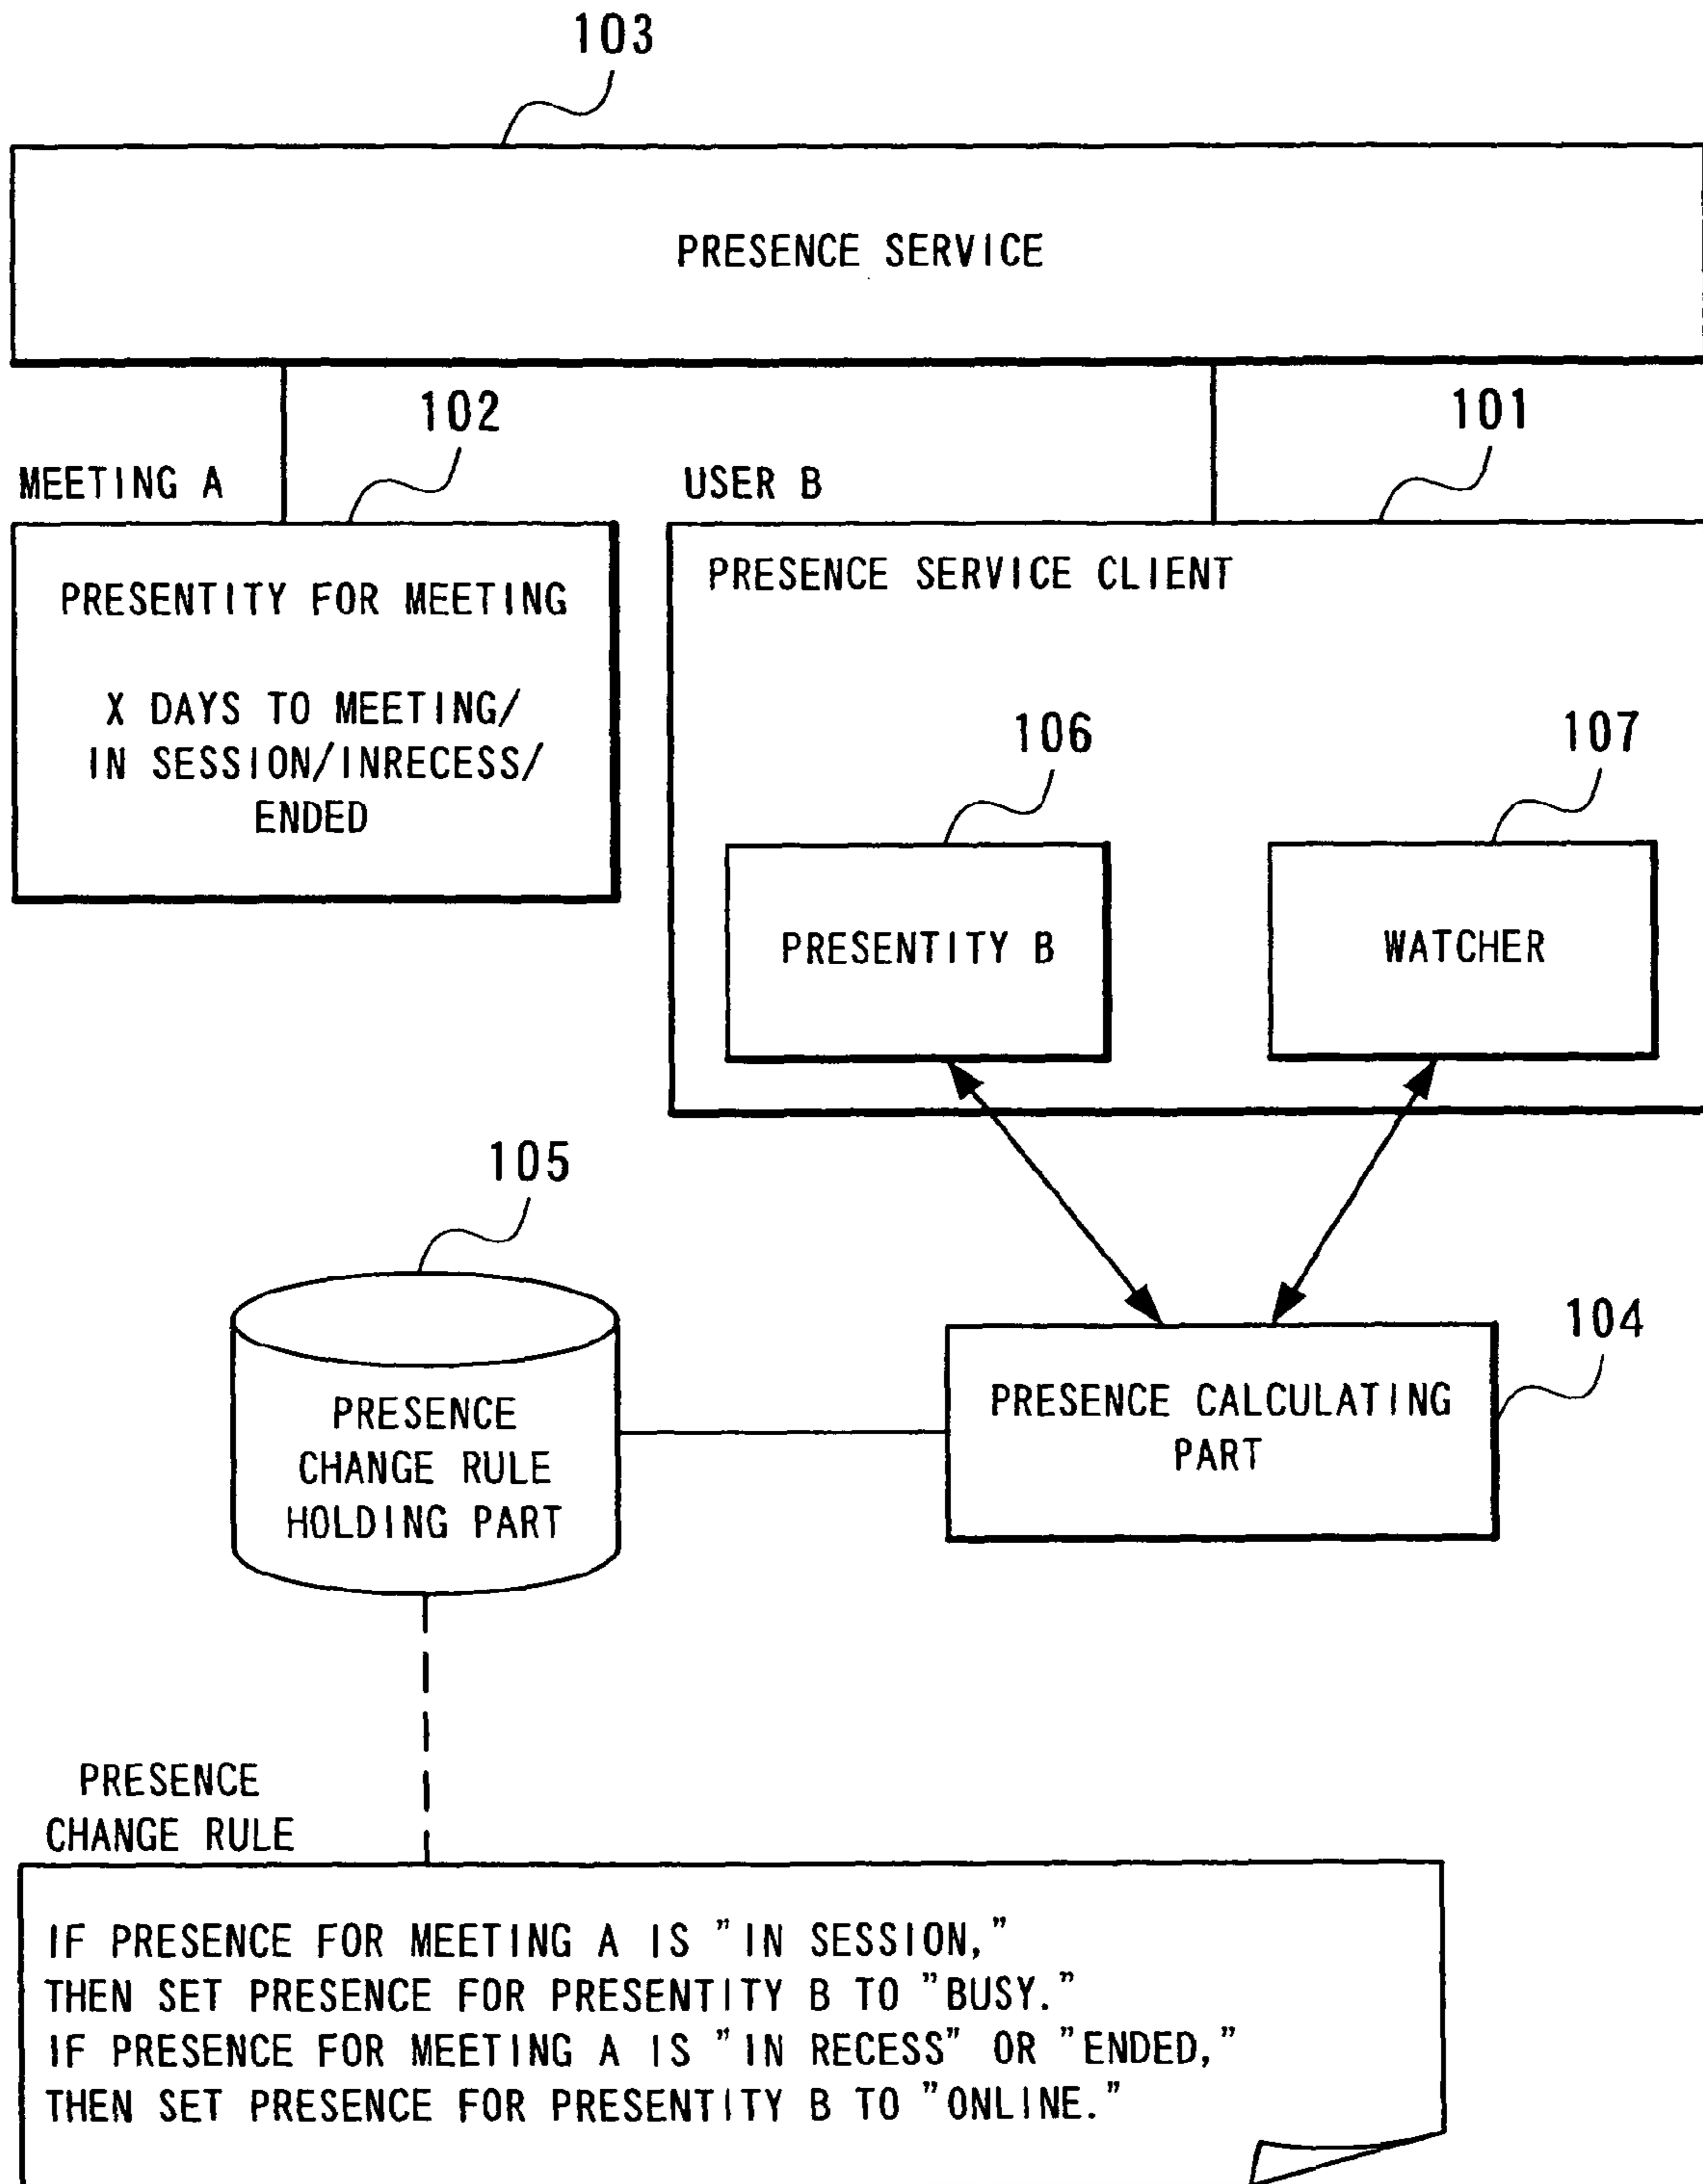 103
PRESENCE SERVICE
102
101
MEETING A
USER B
PRESENTITY FOR MEETING
X DAYS TO MEETING/
IN SESSION/INRECESS/
ENDED
PRESENCE SERVICE CLIENT
106
107
PRESENTITY B
WATCHER
105
104
PRESENCE
CHANGE RULE
HOLDING PART
PRESENCE CALCULATING
PART
PRESENCE
CHANGE RULE
IF PRESENCE FOR MEETING A IS "IN SESSION,"
THEN SET PRESENCE FOR PRESENTITY B TO "BUSY."
IF PRESENCE FOR MEETING A IS "IN RECESS" OR "ENDED,"
THEN SET PRESENCE FOR PRESENTITY B TO "ONLINE."